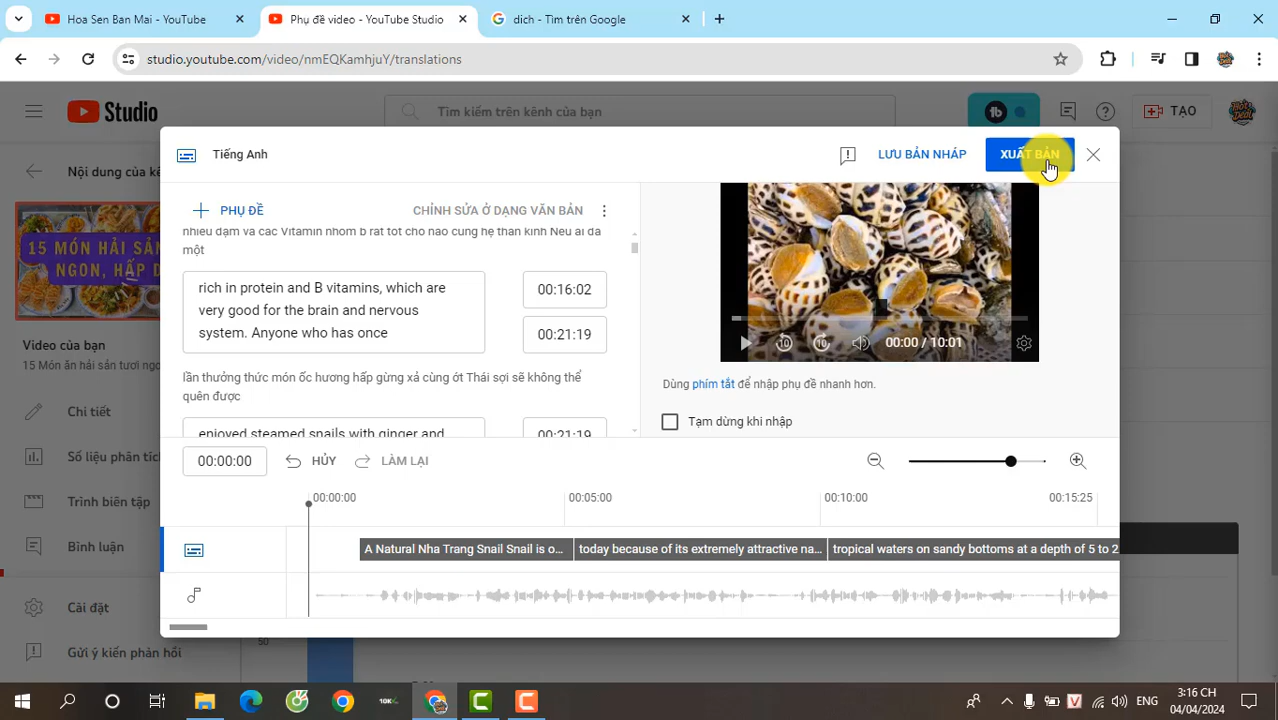 Hoa Sen Ban Mai - YouTube
Phụ đề video - YouTube Studio
dich - Tìm trên Google
studio.youtube.com/video/nmEQKamhjuY/translations
Studio
Tìm kiếm trên kênh của bạn
TẠO
Nội dung của kê
15 MÓN HẢI SẢ
NGON, HẤP D
Video của bạn
15 Món ăn hải sản tươi ngo
Chi tiết
Số liệu phân tích
Trình biên tập
Bình luận
Cài đặt
Gửi ý kiến phản hồi
Tiếng Anh
LƯU BẢN NHÁP
XUẤT BẢN
PHỤ ĐỀ
CHỈNH SỬA Ở DẠNG VĂN BẢN
nhiều đạm và các Vitamin nhóm b rất tốt cho não cùng hệ thần kinh Nếu ai đã
một
rich in protein and B vitamins, which are
very good for the brain and nervous
system. Anyone who has once
00:16:02
00:21:19
lần thưởng thức món ốc hương hấp gừng xả cùng ớt Thái sợi sẽ không thể
quên được
enjoyed steamed snails with ginger and
00:21:19
00:00 / 10:01
Dùng phím tắt để nhập phụ đề nhanh hơn.
Tạm dừng khi nhập
00:00:00
HỦY
LÀM LẠI
00:00:00
00:05:00
00:10:00
00:15:25
A Natural Nha Trang Snail Snail is o...
today because of its extremely attractive na...
tropical waters on sandy bottoms at a depth of 5 to 2
50
10K
ENG
3:16 CH
04/04/2024